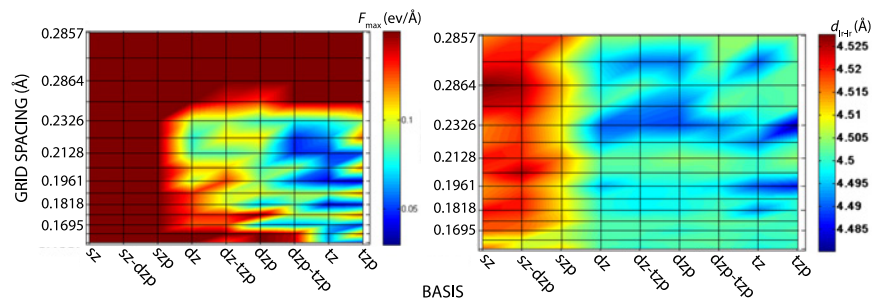 F max (ev/Å)
d Ir-Ir (Å)
GRID SPACING (Å)
0.2857
0.2864
0.2326
0.2128
0.1961
0.1818
0.1695
0.1
0.05
sz
sz-dzp
szp
dz
dz-tzp
dzp
dzp-tzp
tz
tzp
0.2857
0.2864
0.2326
0.2128
0.1961
0.1818
0.1695
4.525
4.52
4.515
4.51
4.505
4.5
4.495
4.49
4.485
sz
sz-dzp
szp
dz
dz-tzp
dzp
dzp-tzp
tz
tzp
BASIS